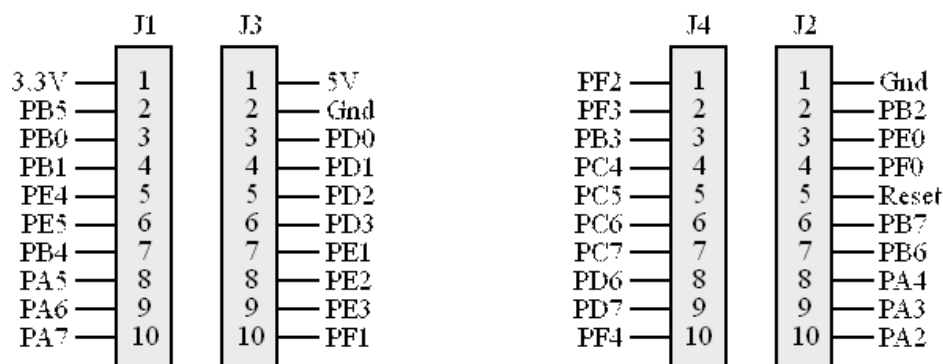 J1 J3 J4 J2
3.3V 1 1 5V PF2 1 1 Gnd
PB5 2 2 Gnd PF3 2 2 PB2
PB0 3 3 PD0 PB3 3 3 PE0
PB1 4 4 PD1 PC4 4 4 PF0
PE4 5 5 PD2 PC5 5 5 Reset
PE5 6 6 PD3 PC6 6 6 PB7
PB4 7 7 PE1 PC7 7 7 PB6
PA5 8 8 PE2 PD6 8 8 PA4
PA6 9 9 PE3 PD7 9 9 PA3
PA7 10 10 PF1 PF4 10 10 PA2